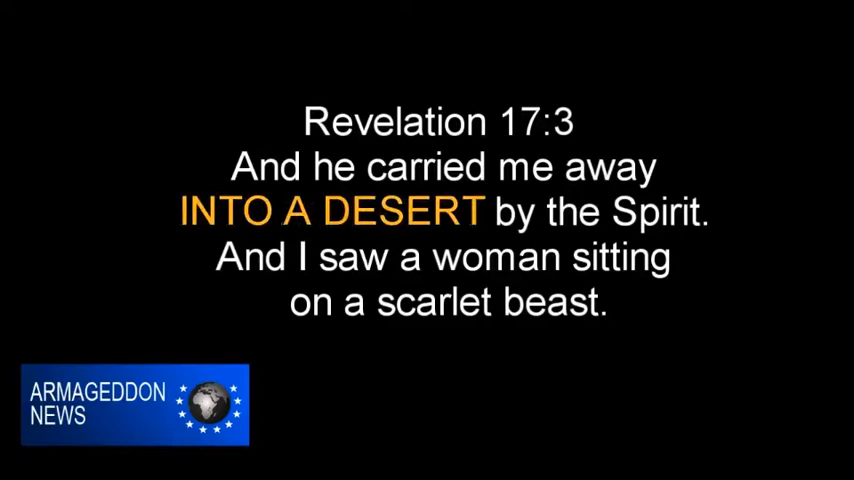 Revelation 17:3
And he carried me away
INTO A DESERT by the Spirit.
And I saw a woman sitting
on a scarlet beast.
ARMAGEDDON
NEWS